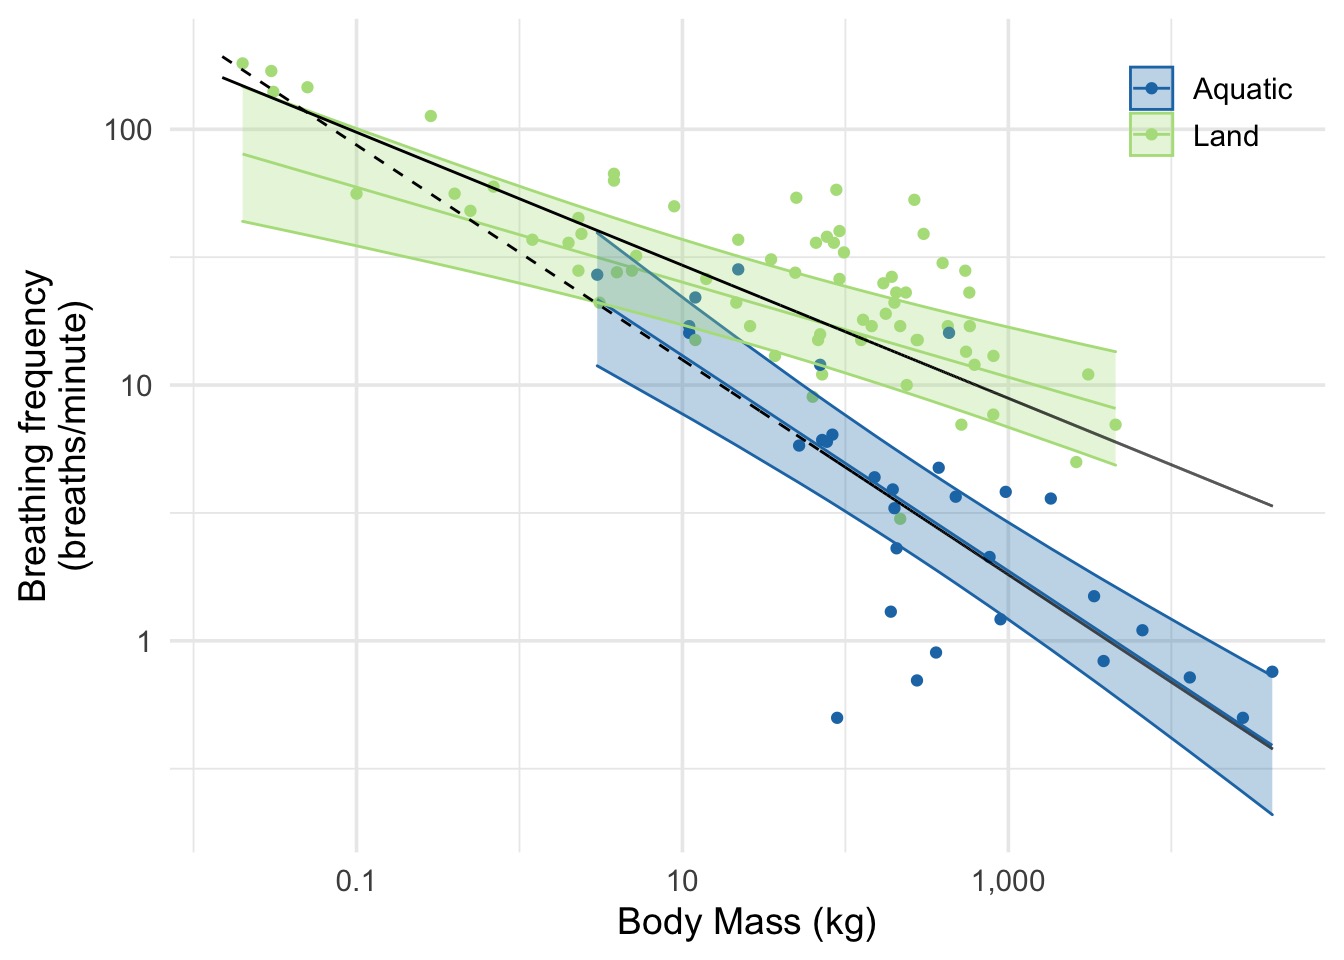 Aquatic
Land
100
10
1
Breathing frequency
(breaths/minute)
0.1
10
1,000
Body Mass (kg)